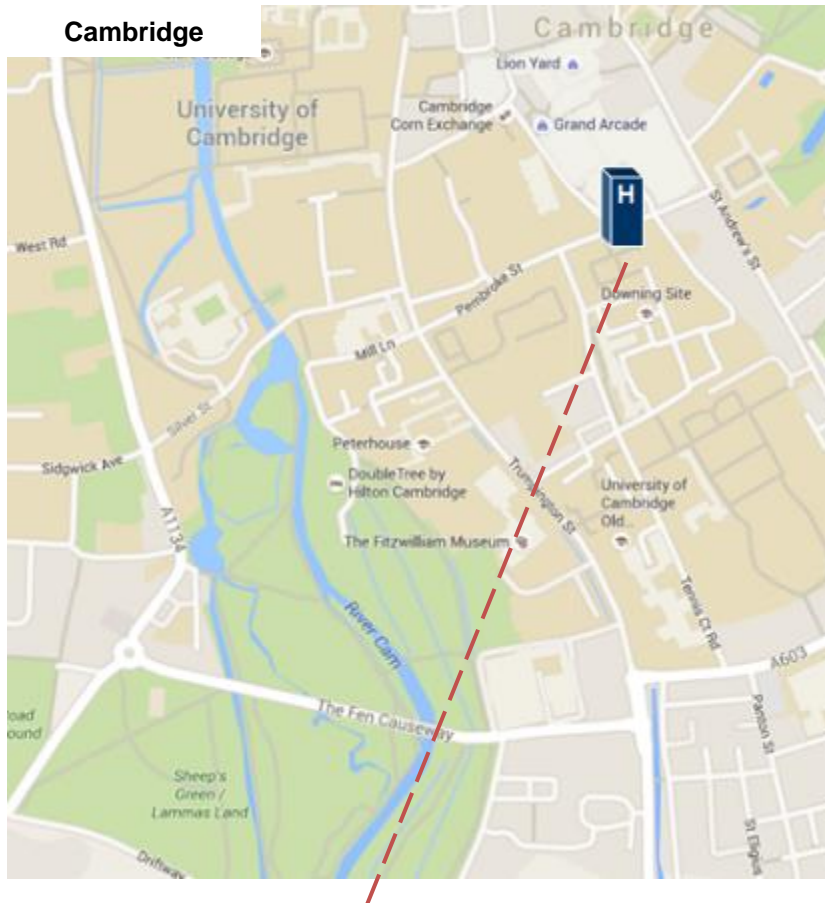 Cambridge
Cambridge
Lion Yard
University of
Cambridge
Cambridge
Corn Exchange
Grand Arcade
H
St Andrew's St
West Rd
Pembroke St
Downing Site
Mill Ln
Silver St
Sidgwick Ave
Peterhouse
DoubleTree by
Hilton Cambridge
Trumpington St
University of
Cambridge
Old...
A1134
The Fitzwilliam Museum
River Cam
Tennis Ct Rd
A603
The Fen Causeway
Panton St
oad
ound
Sheep's
Green /
Lammas Land
St Eligius
Driftway